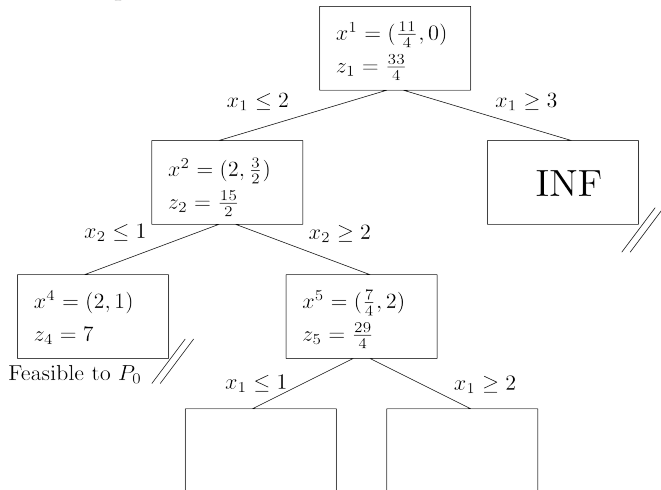 x^1 = (11/4, 0)
z_1 = 33/4
x_1 ≤ 2
x_1 ≥ 3
x^2 = (2, 3/2)
z_2 = 15/2
INF
x_2 ≤ 1
x_2 ≥ 2
x^4 = (2, 1)
z_4 = 7
x^5 = (7/4, 2)
z_5 = 29/4
Feasible to P_0
x_1 ≤ 1
x_1 ≥ 2